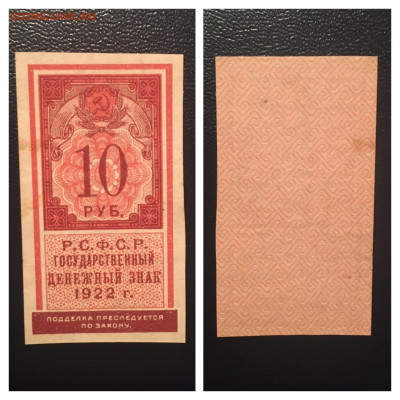 10
РУБ.
Р.С.Ф.С.Р.
ГОСУДАРСТВЕННЫЙ
ДЕНЕЖНЫЙ ЗНАК
1922 г.
ПОДДЕЛКА ПРЕСЛЕДУЕТСЯ
ПО ЗАКОНУ.